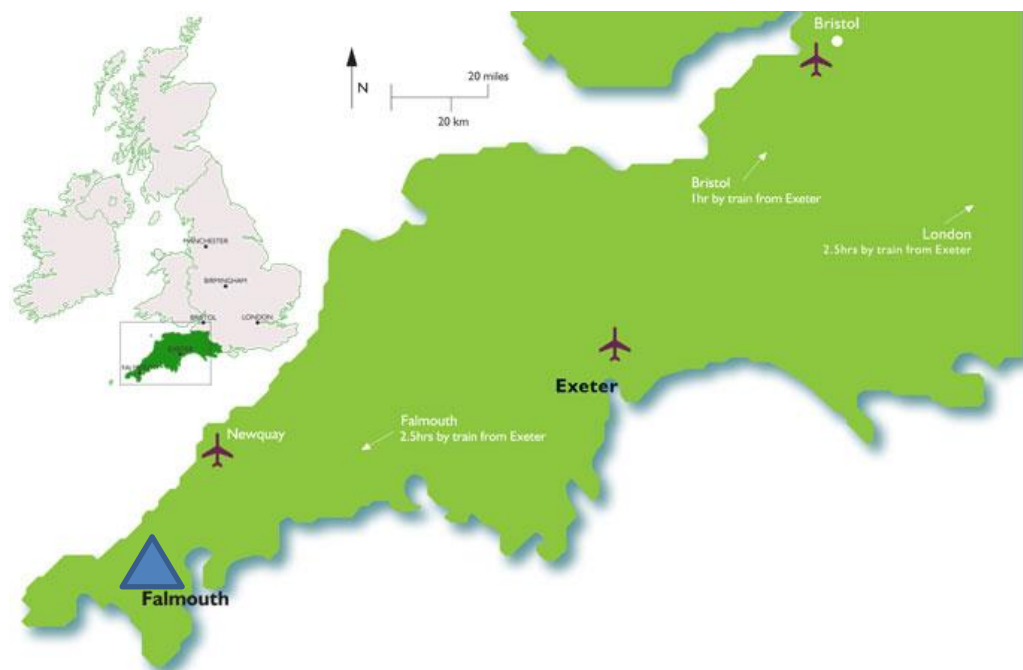 Bristol
20 miles
N
20 km
Bristol
1hr by train from Exeter
London
2.5hrs by train from Exeter
MANCHESTER
BIRMINGHAM
BRISTOL
LONDON
EXETER
Exeter
Falmouth
2.5hrs by train from Exeter
Newquay
Falmouth